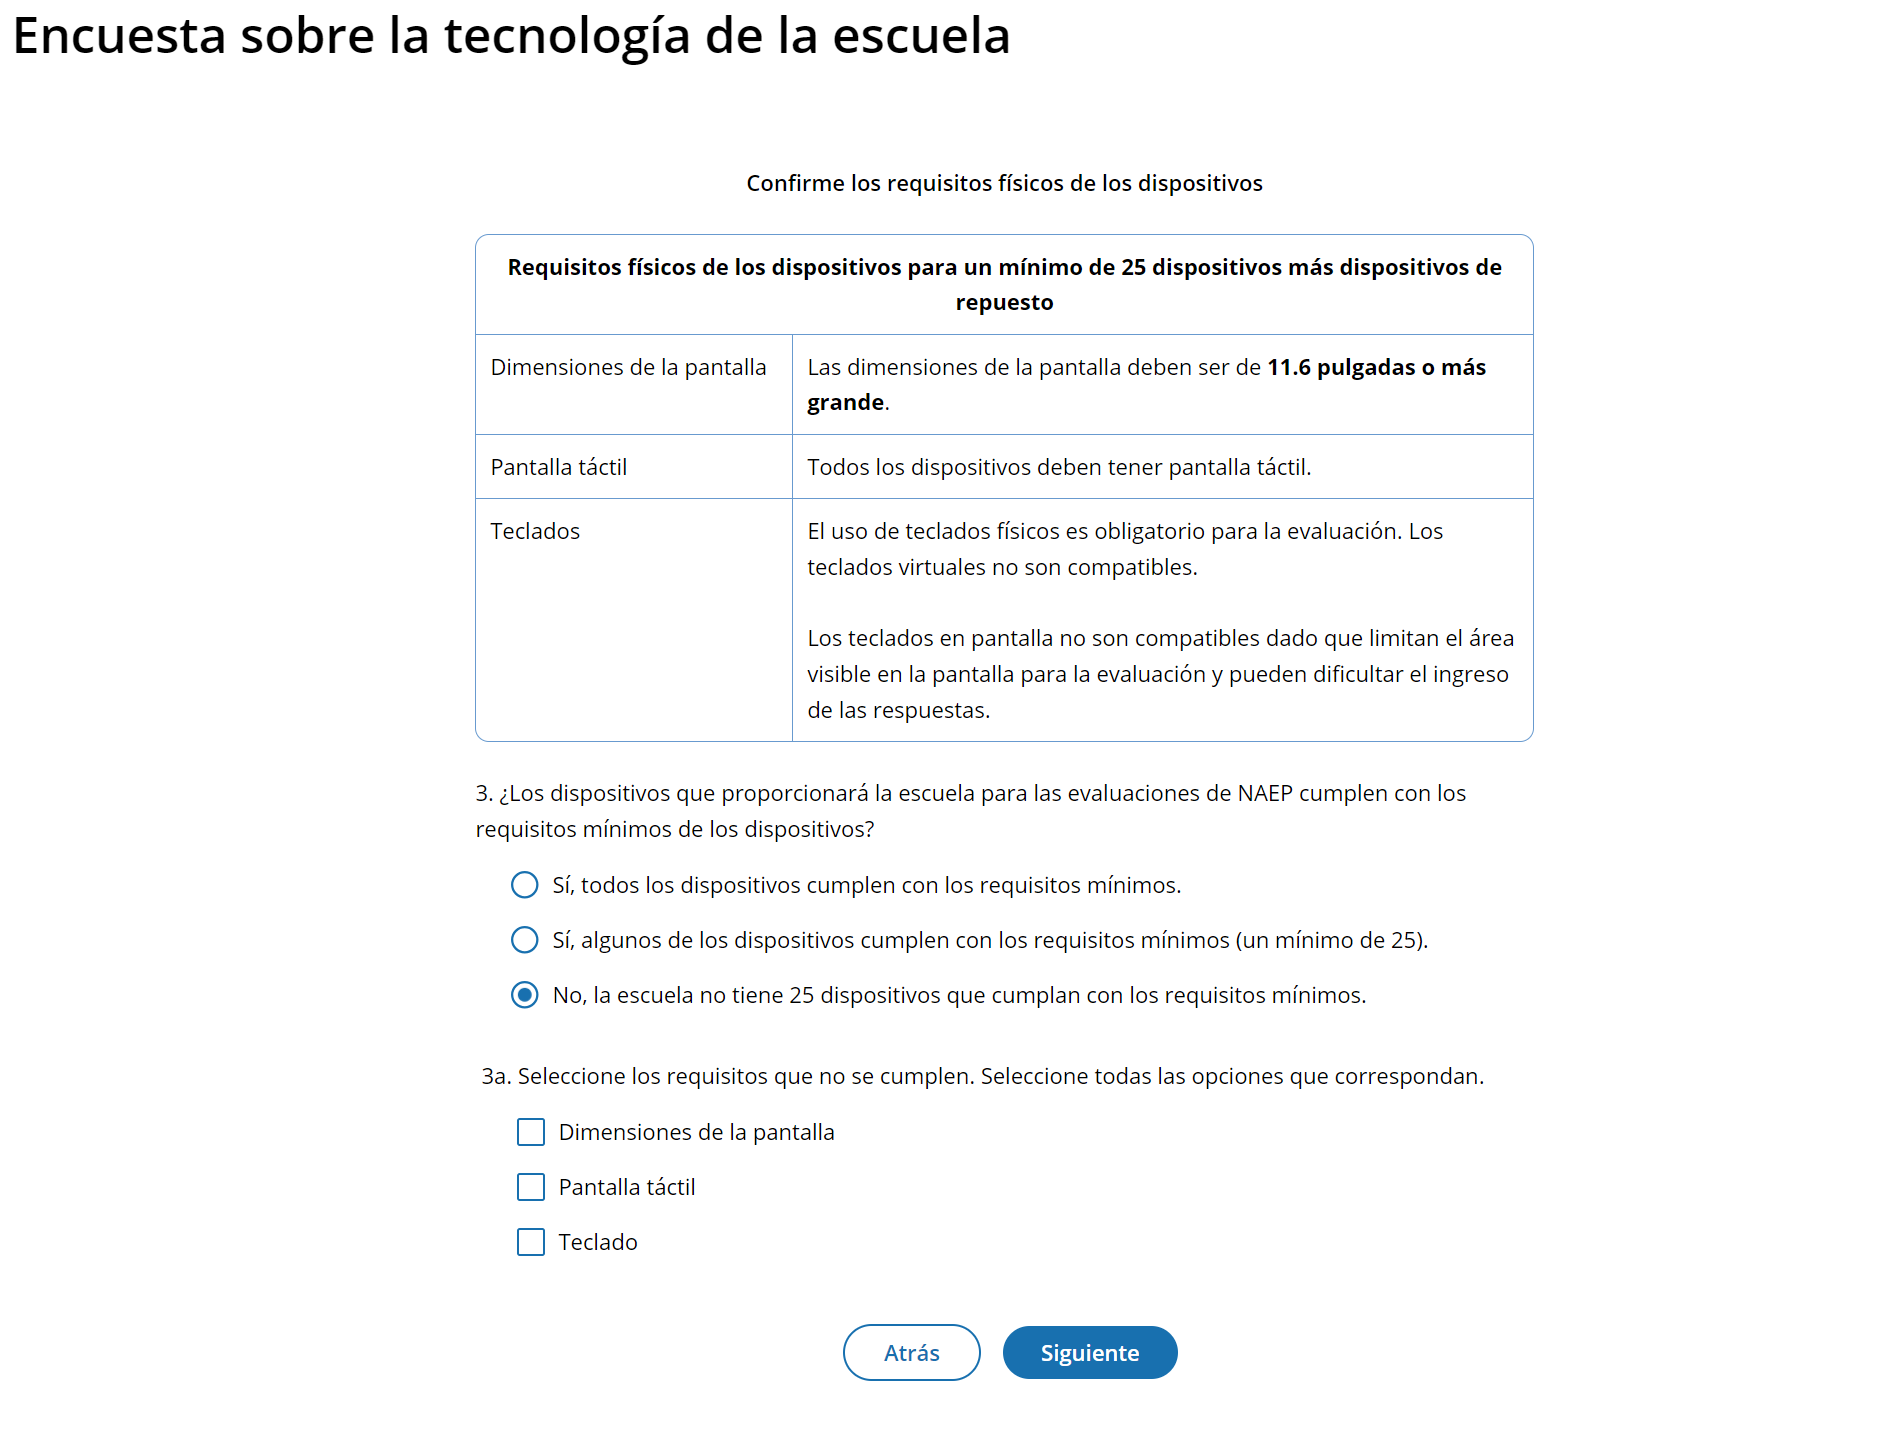 Encuesta sobre la tecnología de la escuela
Confirme los requisitos físicos de los dispositivos
Requisitos físicos de los dispositivos para un mínimo de 25 dispositivos más dispositivos de
repuesto
Dimensiones de la pantalla
Las dimensiones de la pantalla deben ser de 11.6 pulgadas o más
grande.
Pantalla táctil
Todos los dispositivos deben tener pantalla táctil.
Teclados
El uso de teclados físicos es obligatorio para la evaluación. Los
teclados virtuales no son compatibles.
Los teclados en pantalla no son compatibles dado que limitan el área
visible en la pantalla para la evaluación y pueden dificultar el ingreso
de las respuestas.
3. ¿Los dispositivos que proporcionará la escuela para las evaluaciones de NAEP cumplen con los
requisitos mínimos de los dispositivos?
Sí, todos los dispositivos cumplen con los requisitos mínimos.
Sí, algunos de los dispositivos cumplen con los requisitos mínimos (un mínimo de 25).
No, la escuela no tiene 25 dispositivos que cumplan con los requisitos mínimos.
3a. Seleccione los requisitos que no se cumplen. Seleccione todas las opciones que correspondan.
Dimensiones de la pantalla
Pantalla táctil
Teclado
Atrás
Siguiente